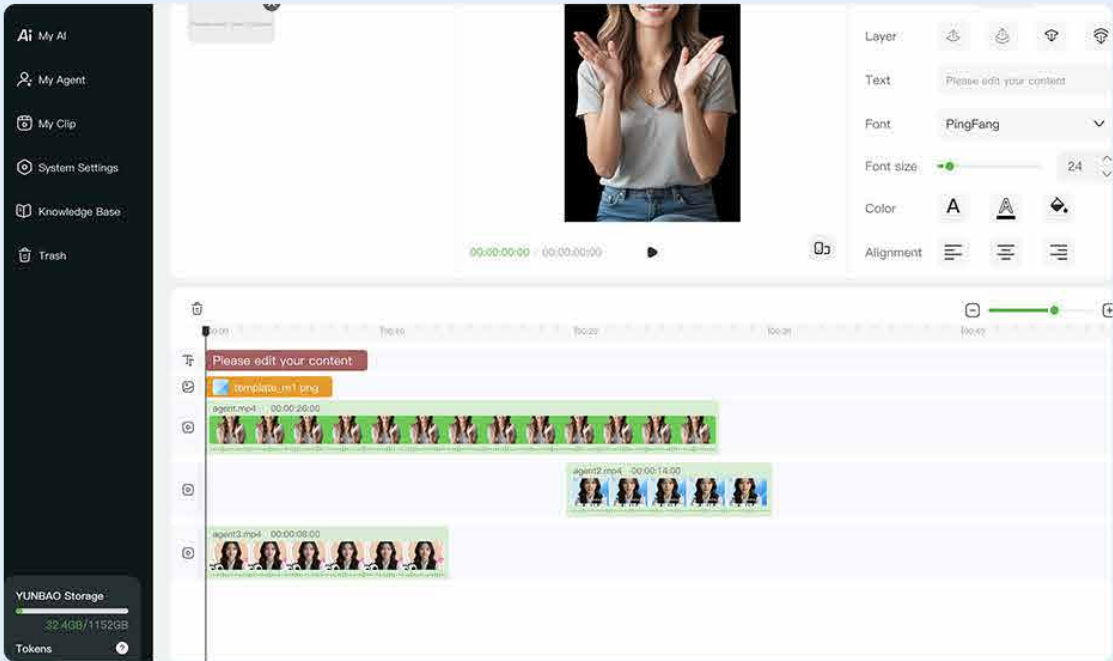 Ai My AI
My Agent
My Clip
System Settings
Knowledge Base
Trash
YUNBAO Storage
32.4GB/1152GB
Tokens
?
00:00:00:00 / 00:00:00:00
Layer
Text Please edit your content
Font PingFang
Font size 24
Color A A
Alignment
00:00
Please edit your content
template_m1.png
agent.mp4 00:00:26:00
agent2.mp4 00:00:14:00
agent3.mp4 00:00:08:00